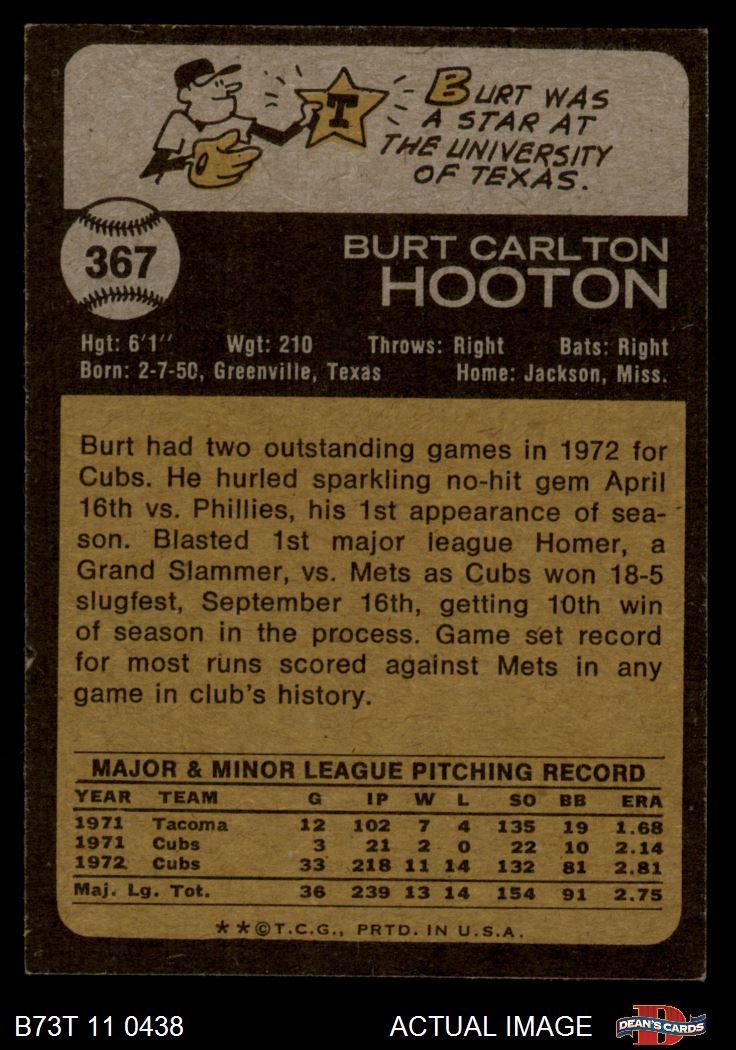 T
BURT WAS
A STAR AT
THE UNIVERSITY
OF TEXAS.
367
BURT CARLTON
HOOTON
Hgt: 6'1" Wgt: 210 Throws: Right Bats: Right
Born: 2-7-50, Greenville, Texas Home: Jackson, Miss.
Burt had two outstanding games in 1972 for
Cubs. He hurled sparkling no-hit gem April
16th vs. Phillies, his 1st appearance of sea-
son. Blasted 1st major league Homer, a
Grand Slammer, vs. Mets as Cubs won 18-5
slugfest, September 16th, getting 10th win
of season in the process. Game set record
for most runs scored against Mets in any
game in club's history.
MAJOR & MINOR LEAGUE PITCHING RECORD
YEAR TEAM G IP W L SO BB ERA
1971 Tacoma 12 102 7 4 135 19 1.68
1971 Cubs 3 21 2 0 22 10 2.14
1972 Cubs 33 218 11 14 132 81 2.81
Maj. Lg. Tot. 36 239 13 14 154 91 2.75
**©T.C.G., PRTD. IN U.S.A.
B73T 11 0438 ACTUAL IMAGE
D
DEAN'S CARDS